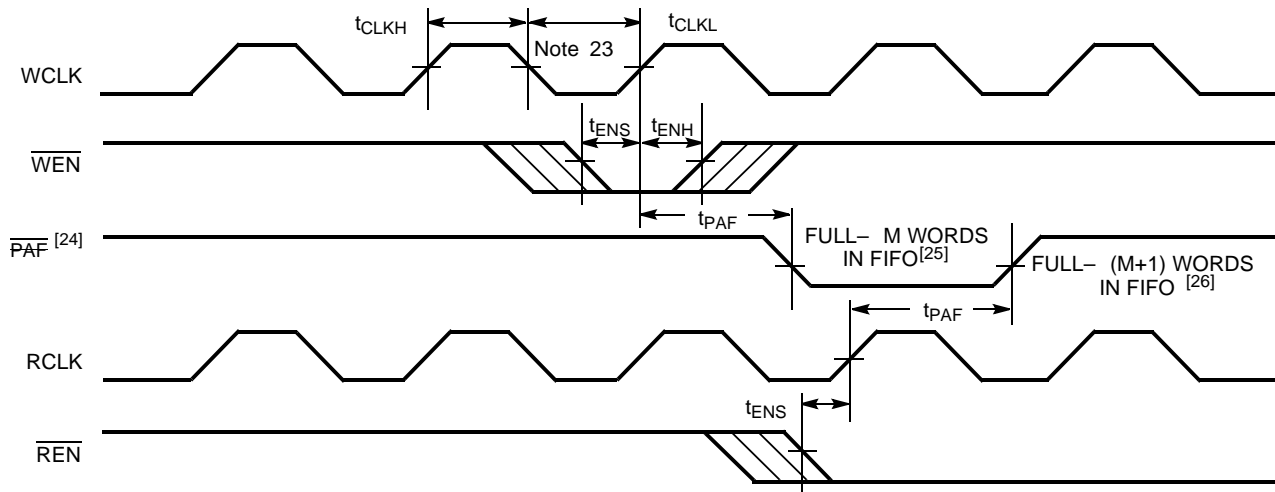 tCLKH
tCLKL
Note 23
WCLK
tENS
tENH
WEN
tPAF
PAF [24]
FULL– M WORDS
IN FIFO[25]
FULL– (M+1) WORDS
IN FIFO [26]
tPAF
RCLK
tENS
REN